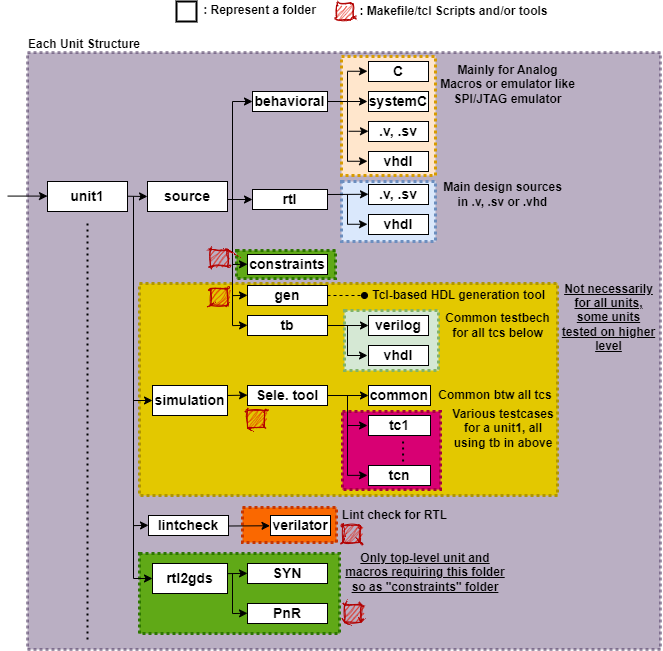 : Represent a folder
: Makefile/tcl Scripts and/or tools
Each Unit Structure
unit1
source
behavioral
C
systemC
.v, .sv
vhdl
Mainly for Analog
Macros or emulator like
SPI/JTAG emulator
rtl
.v, .sv
vhdl
Main design sources
in .v, .sv or .vhd
constraints
gen
Tcl-based HDL generation tool
tb
verilog
vhdl
Common testbech
for all tcs below
Not necessarily
for all units,
some units
tested on higher
level
simulation
Sele. tool
common
Common btw all tcs
tc1
tcn
Various testcases
for a unit1, all
using tb in above
lintcheck
verilator
Lint check for RTL
rtl2gds
SYN
PnR
Only top-level unit and
macros requiring this folder
so as "constraints" folder